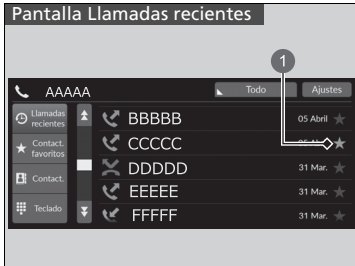 Pantalla Llamadas recientes
1
AAAAA
Todo
Ajustes
Llamadas
recientes
Contact.
favoritos
Contact.
Teclado
BBBBB
05 Abril
CCCCC
DDDDD
31 Mar.
EEEEE
31 Mar.
FFFFF
31 Mar.